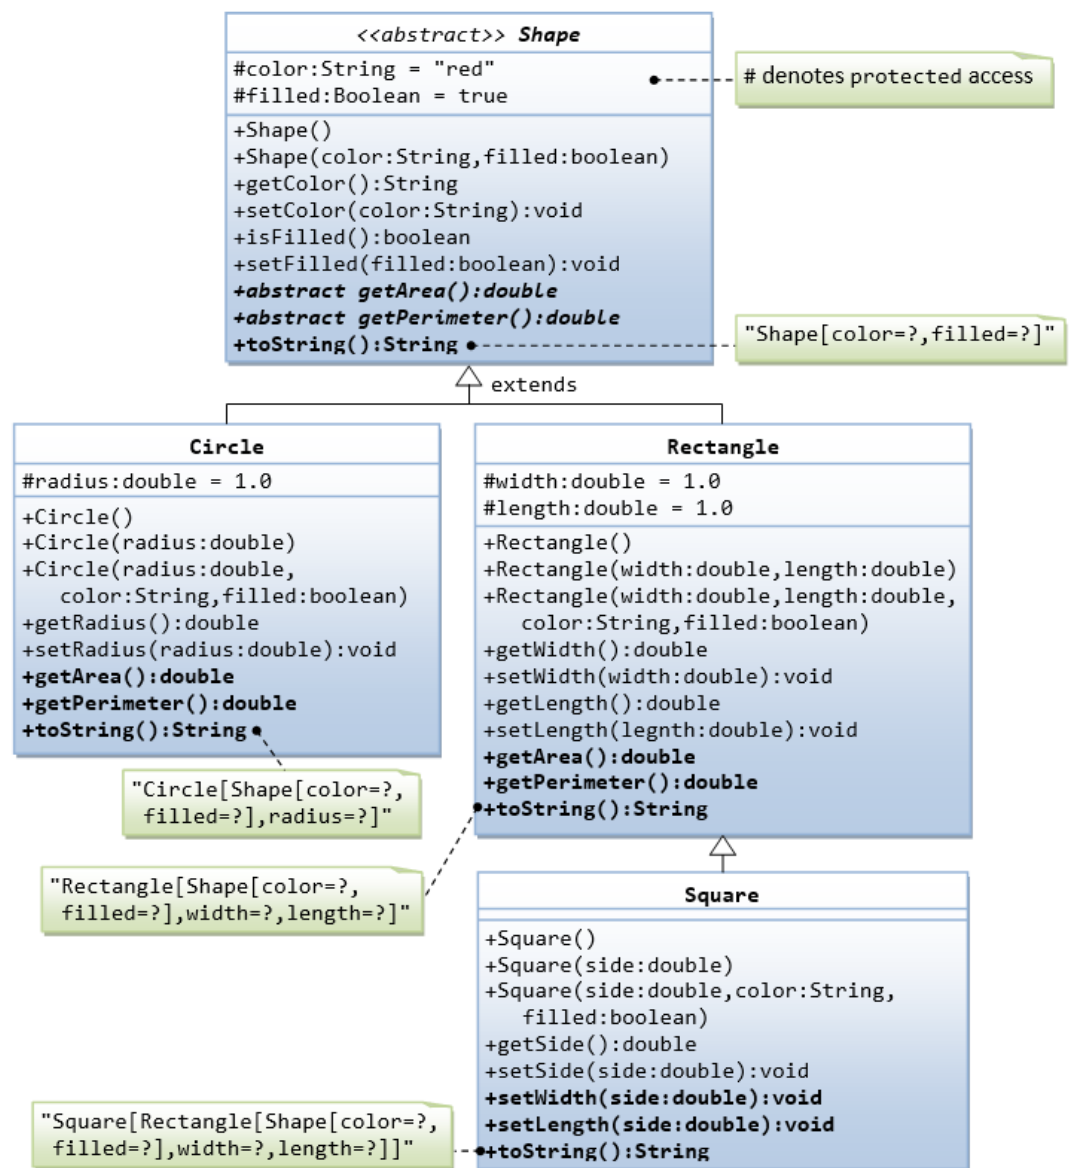 <<abstract>> Shape
#color:String = "red"
#filled:Boolean = true
# denotes protected access
+Shape()
+Shape(color:String,filled:boolean)
+getColor():String
+setColor(color:String):void
+isFilled():boolean
+setFilled(filled:boolean):void
+abstract getArea():double
+abstract getPerimeter():double
+toString():String
"Shape[color=?,filled=?]"
extends
Circle
#radius:double = 1.0
+Circle()
+Circle(radius:double)
+Circle(radius:double,
color:String,filled:boolean)
+getRadius():double
+setRadius(radius:double):void
+getArea():double
+getPerimeter():double
+toString():String
"Circle[Shape[color=?,
filled=?],radius=?]"
Rectangle
#width:double = 1.0
#length:double = 1.0
+Rectangle()
+Rectangle(width:double,length:double)
+Rectangle(width:double,length:double,
color:String,filled:boolean)
+getWidth():double
+setWidth(width:double):void
+getLength():double
+setLength(legnth:double):void
+getArea():double
+getPerimeter():double
+toString():String
"Rectangle[Shape[color=?,
filled=?],width=?,length=?]"
Square
+Square()
+Square(side:double)
+Square(side:double,color:String,
filled:boolean)
+getSide():double
+setSide(side:double):void
+setWidth(side:double):void
+setLength(side:double):void
+toString():String
"Square[Rectangle[Shape[color=?,
filled=?],width=?,length=?]]"